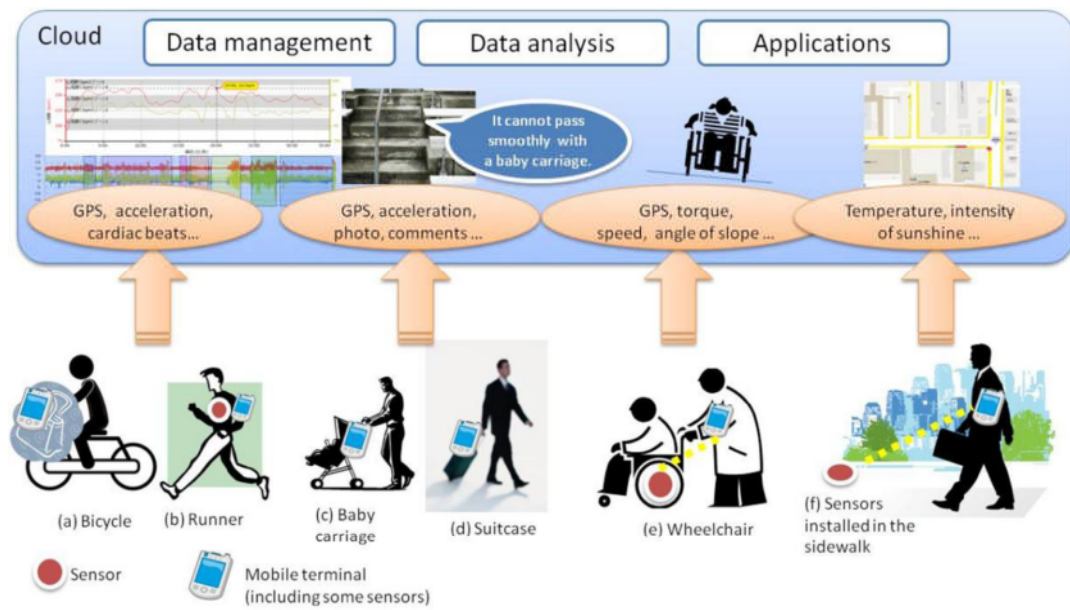 Cloud
Data management
Data analysis
Applications
It cannot pass
smoothly with
a baby carriage.
GPS, acceleration,
cardiac beats...
GPS, acceleration,
photo, comments ...
GPS, torque,
speed, angle of slope ...
Temperature, intensity
of sunshine ...
(a) Bicycle
(b) Runner
(c) Baby
carriage
(d) Suitcase
(e) Wheelchair
(f) Sensors
installed in the
sidewalk
Sensor
Mobile terminal
(including some sensors)